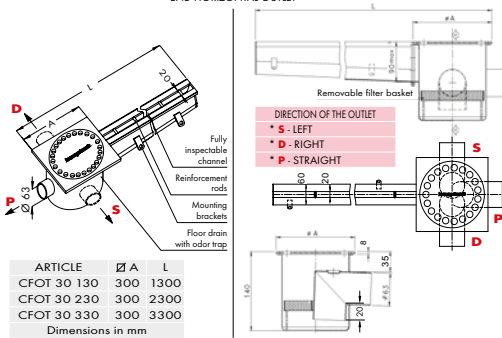 L
D
A
20
P
Ø 63
S
Fully
inspectable
channel
Reinforcement
rods
Mounting
brackets
Floor drain
with odor trap
ARTICLE Ø A L
CFOT 30 130 300 1300
CFOT 30 230 300 2300
CFOT 30 330 300 3300
Dimensions in mm
L
ø A
90max
Removable filter basket
DIRECTION OF THE OUTLET
* S - LEFT
* D - RIGHT
* P - STRAIGHT
60
20
S
P
D
ø A
8
35
140
ø63
20